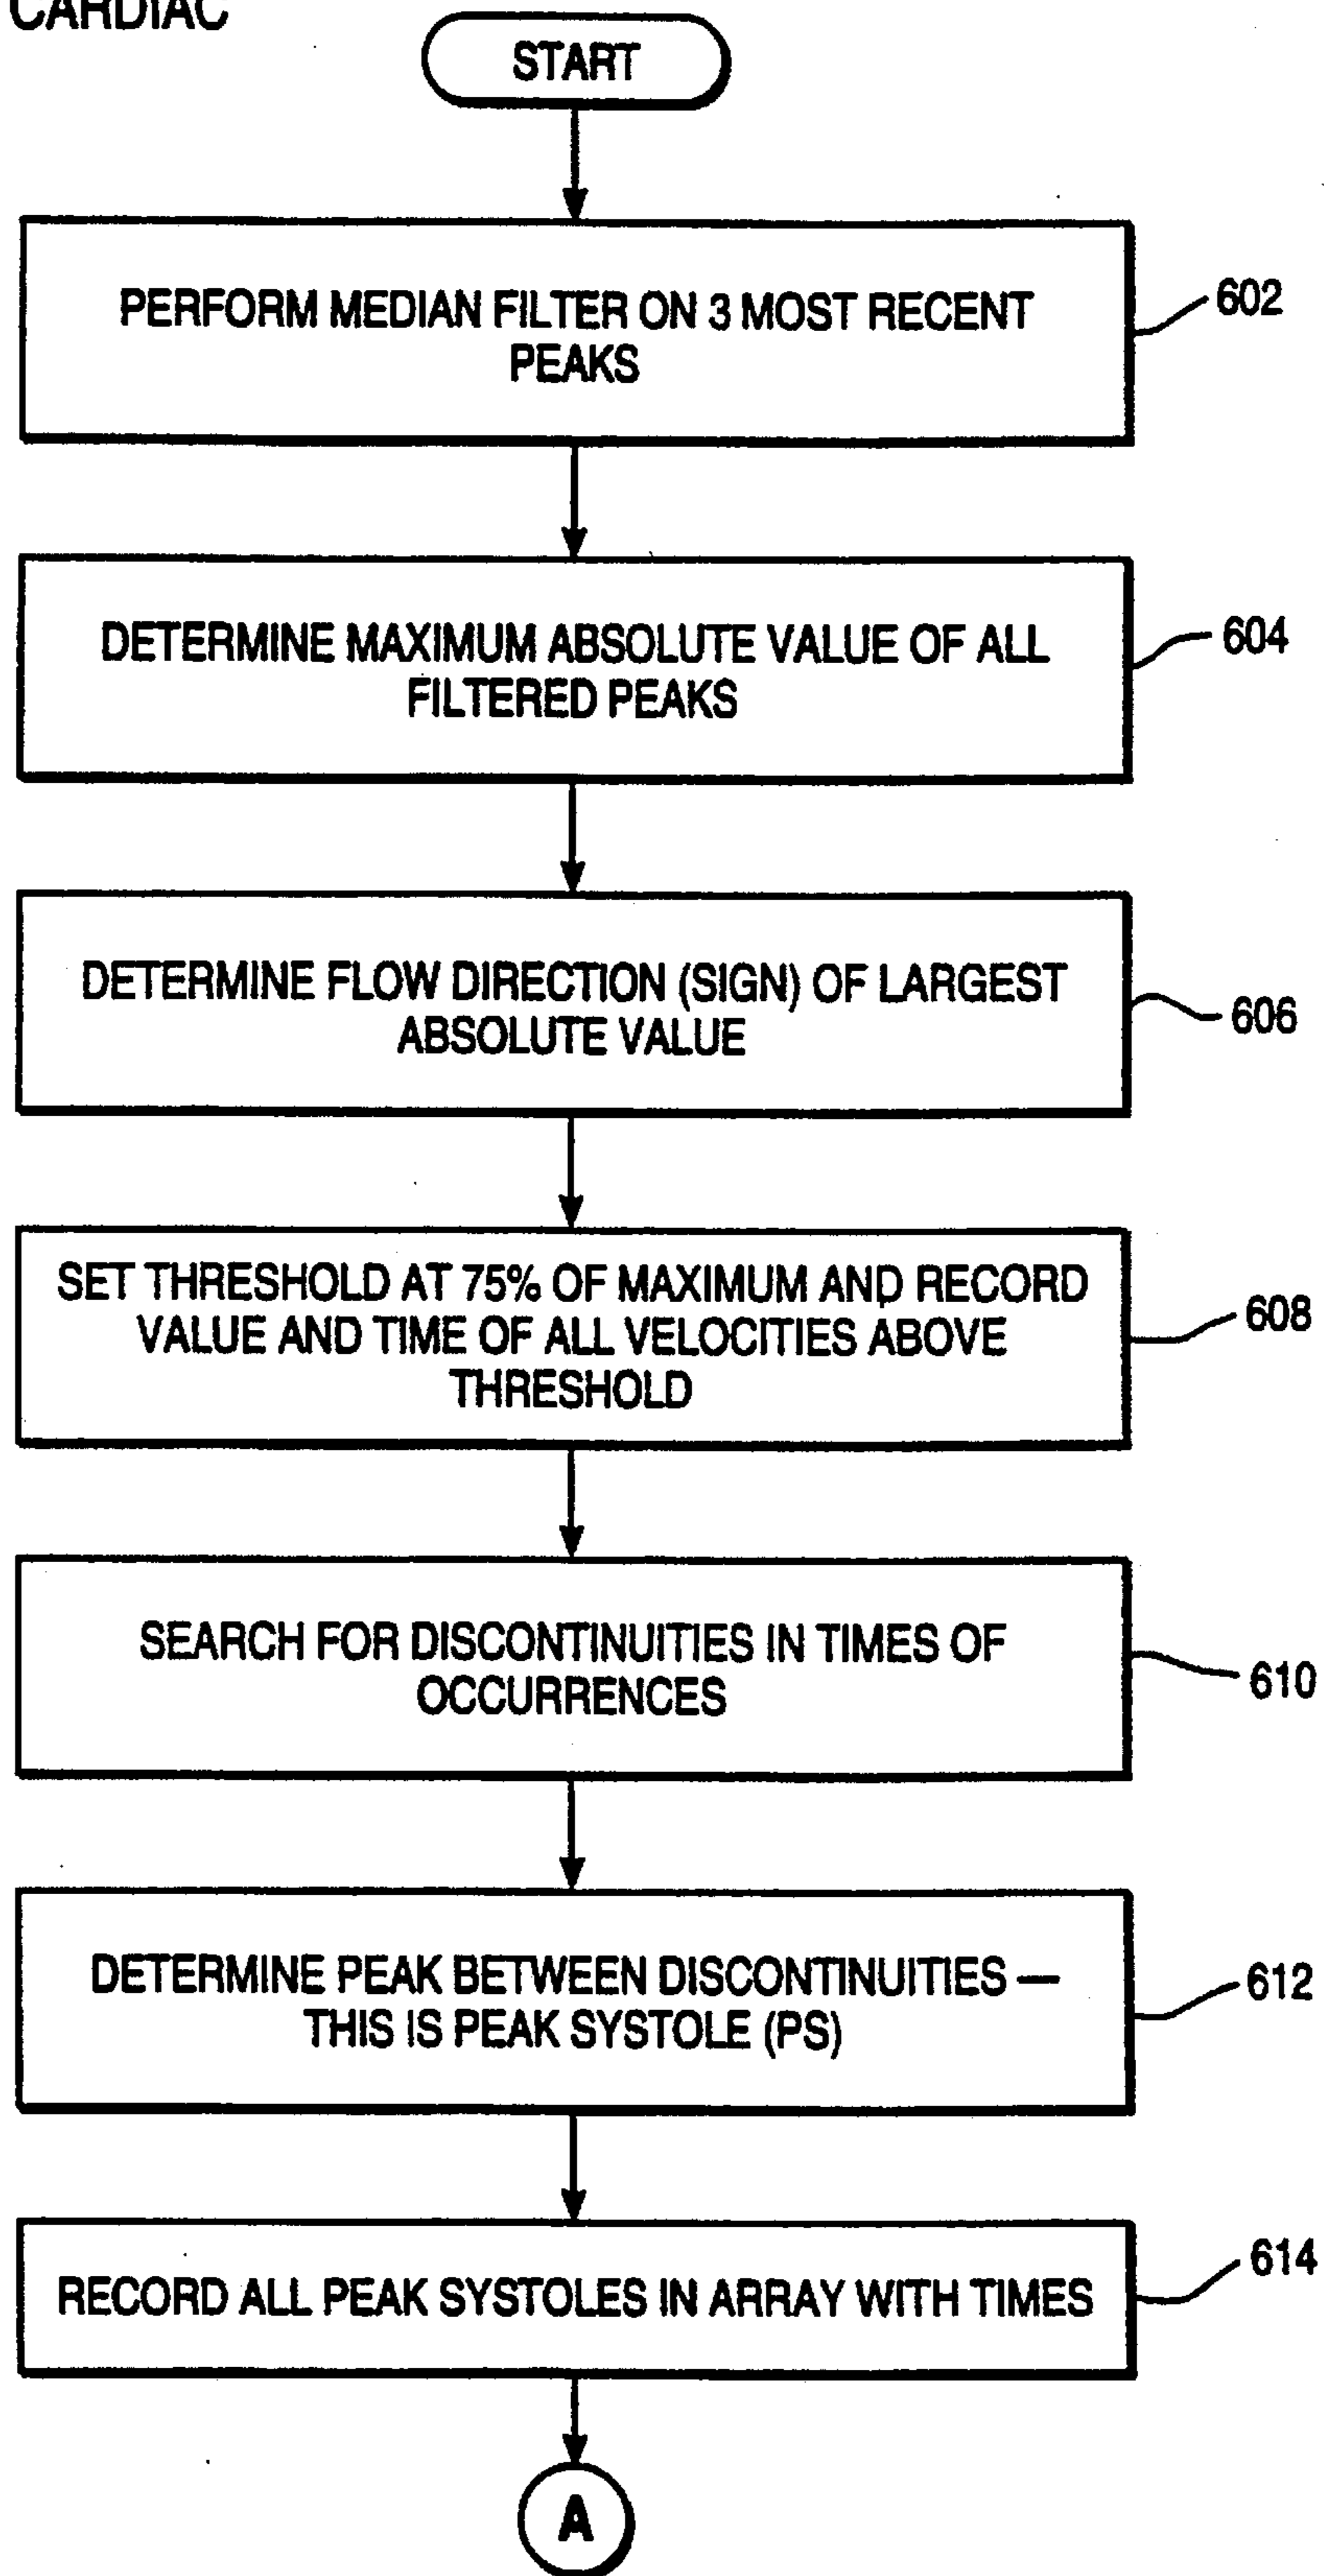 CARDIAC
START
PERFORM MEDIAN FILTER ON 3 MOST RECENT
PEAKS
602
DETERMINE MAXIMUM ABSOLUTE VALUE OF ALL
FILTERED PEAKS
604
DETERMINE FLOW DIRECTION (SIGN) OF LARGEST
ABSOLUTE VALUE
606
SET THRESHOLD AT 75% OF MAXIMUM AND RECORD
VALUE AND TIME OF ALL VELOCITIES ABOVE
THRESHOLD
608
SEARCH FOR DISCONTINUITIES IN TIMES OF
OCCURRENCES
610
DETERMINE PEAK BETWEEN DISCONTINUITIES —
THIS IS PEAK SYSTOLE (PS)
612
RECORD ALL PEAK SYSTOLES IN ARRAY WITH TIMES
614
A